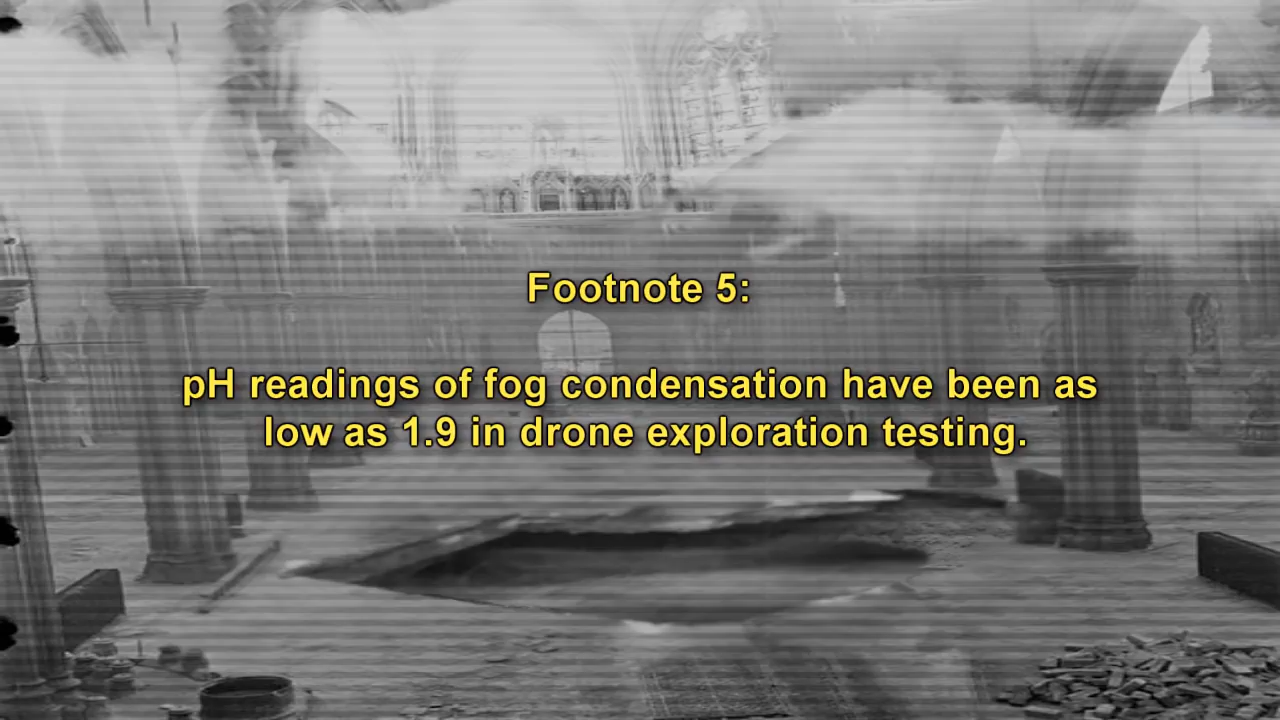 Footnote 5:
pH readings of fog condensation have been as
low as 1.9 in drone exploration testing.